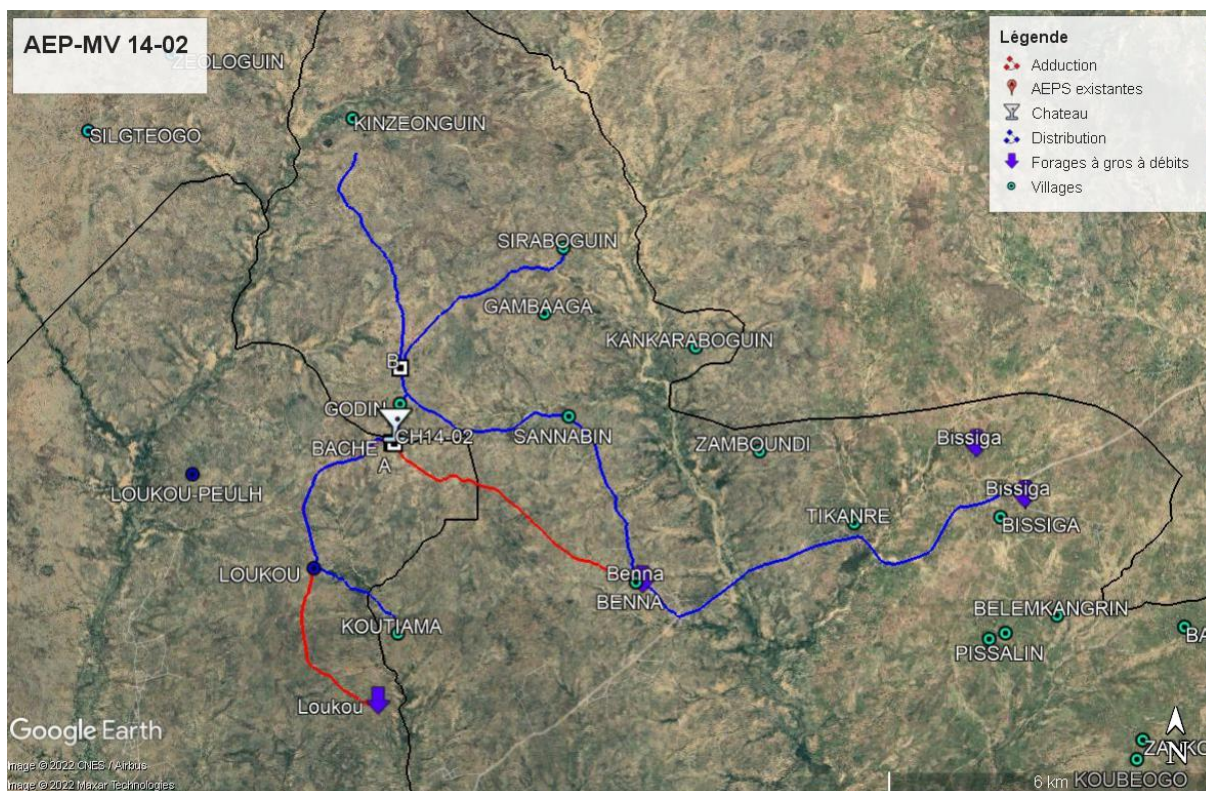 AEP-MV 14-02
ZEOLOGUIN
SILGTEOGO
KINZEONGUIN
Légende
Adduction
AEPS existantes
Chateau
Distribution
Forages à gros à débits
Villages
SIRABOGUIN
GAMBAAGA
KANKARABOGUIN
B
GODIN
CH14-02
BACHE
A
SANNABIN
ZAMBOUNDI
Bissiga
LOUKOU-PEULH
Bissiga
BISSIGA
TIKANRE
LOUKOU
Benna
BENNA
KOUTIAMA
BELEMKANGRIN
BA
PISSALIN
Loukou
Google Earth
ZANKO
N
Image © 2022 CNES / Airbus
Image © 2022 Maxar Technologies
6 km
KOUBEOGO